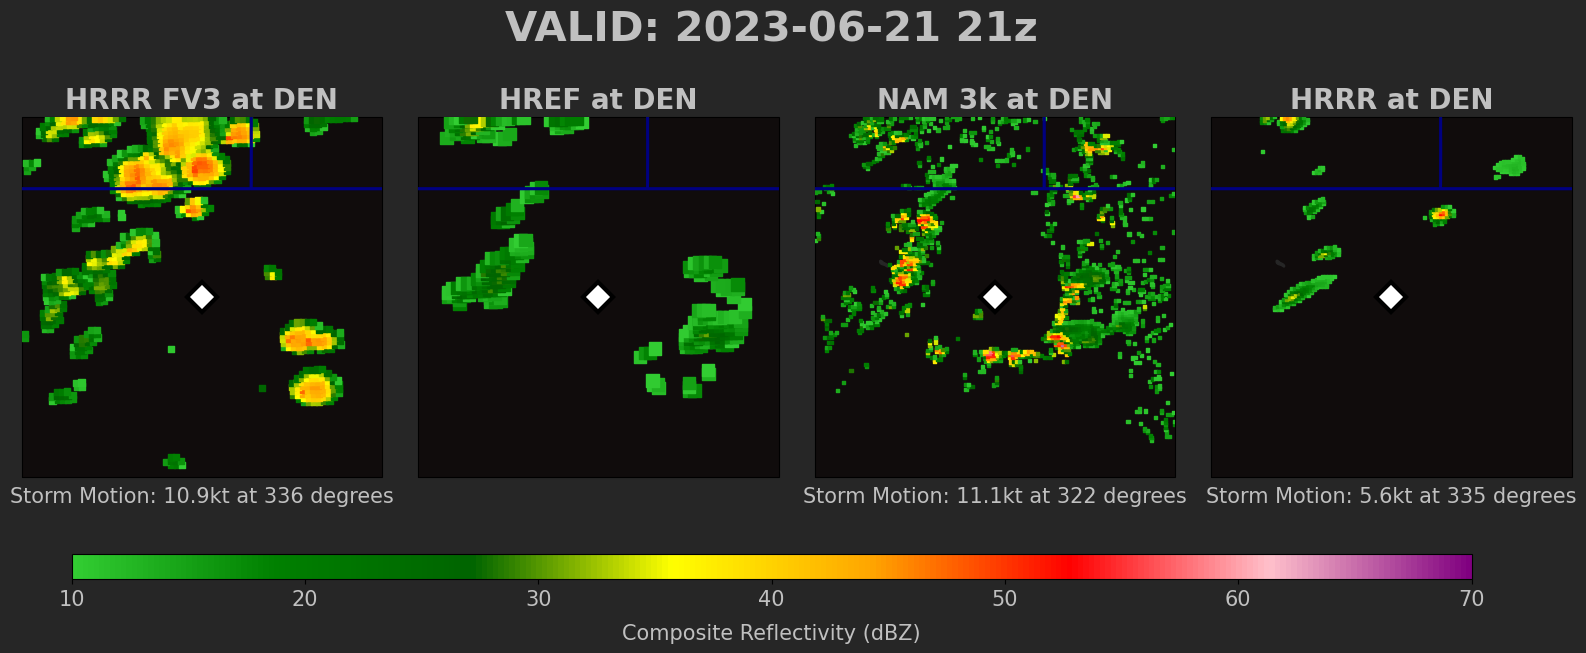 VALID: 2023-06-21 21z
HRRR FV3 at DEN
HREF at DEN
NAM 3k at DEN
HRRR at DEN
Storm Motion: 10.9kt at 336 degrees
Storm Motion: 11.1kt at 322 degrees
Storm Motion: 5.6kt at 335 degrees
10 20 30 40 50 60 70
Composite Reflectivity (dBZ)